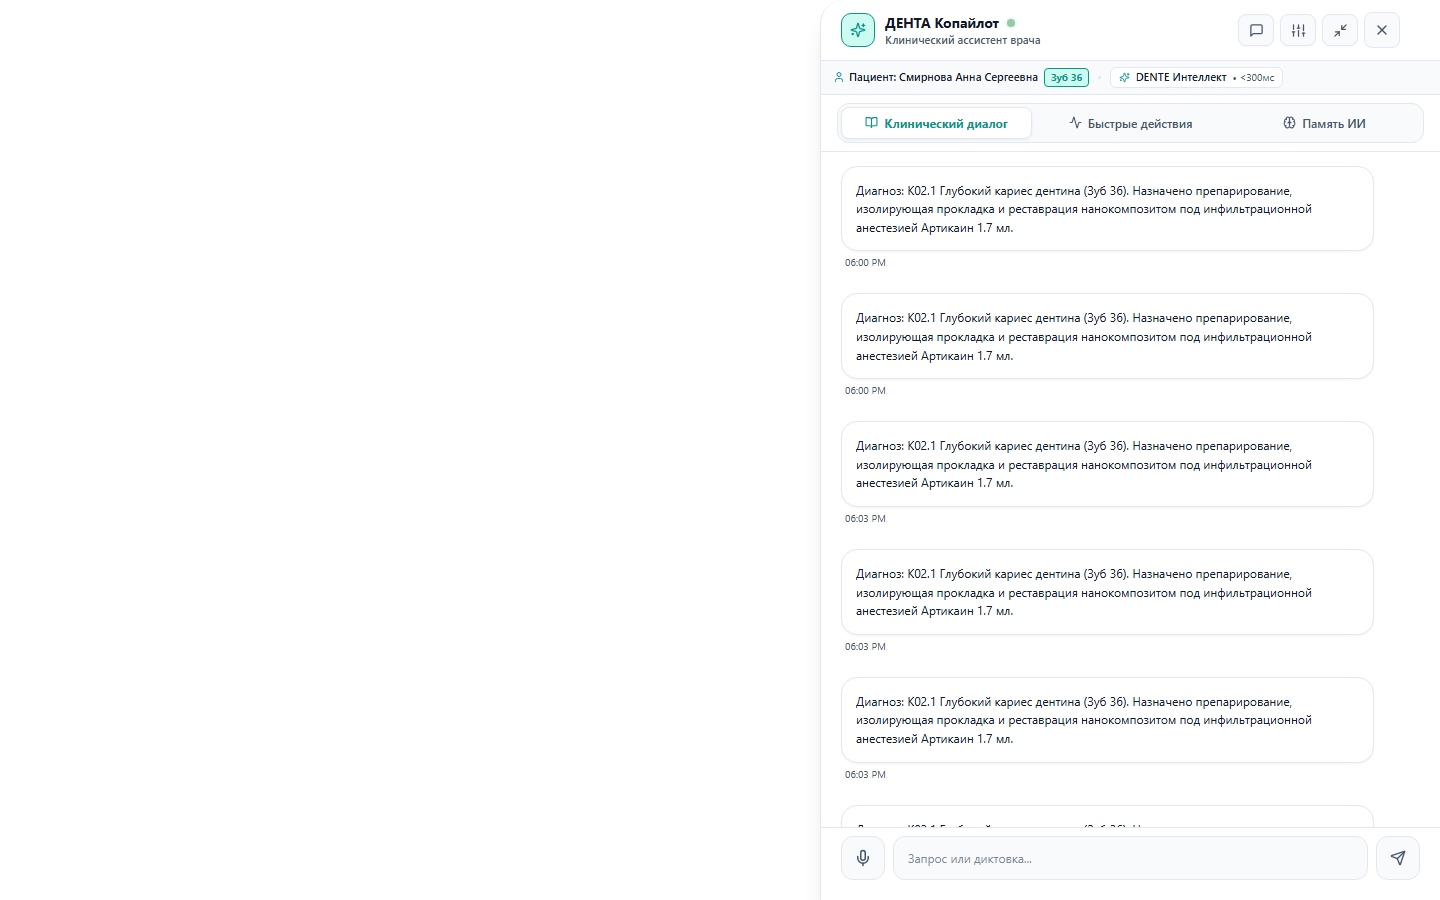 ДЕНТА Копайлот
Клинический ассистент врача
Пациент: Смирнова Анна Сергеевна Зуб 36 DENTE Интеллект • <300мс
Клинический диалог Быстрые действия Память ИИ
Диагноз: K02.1 Глубокий кариес дентина (Зуб 36). Назначено препарирование,
изолирующая прокладка и реставрация нанокомпозитом под инфильтрационной
анестезией Артикаин 1.7 мл.
06:00 PM
Диагноз: K02.1 Глубокий кариес дентина (Зуб 36). Назначено препарирование,
изолирующая прокладка и реставрация нанокомпозитом под инфильтрационной
анестезией Артикаин 1.7 мл.
06:00 PM
Диагноз: K02.1 Глубокий кариес дентина (Зуб 36). Назначено препарирование,
изолирующая прокладка и реставрация нанокомпозитом под инфильтрационной
анестезией Артикаин 1.7 мл.
06:03 PM
Диагноз: K02.1 Глубокий кариес дентина (Зуб 36). Назначено препарирование,
изолирующая прокладка и реставрация нанокомпозитом под инфильтрационной
анестезией Артикаин 1.7 мл.
06:03 PM
Диагноз: K02.1 Глубокий кариес дентина (Зуб 36). Назначено препарирование,
изолирующая прокладка и реставрация нанокомпозитом под инфильтрационной
анестезией Артикаин 1.7 мл.
06:03 PM
Запрос или диктовка...